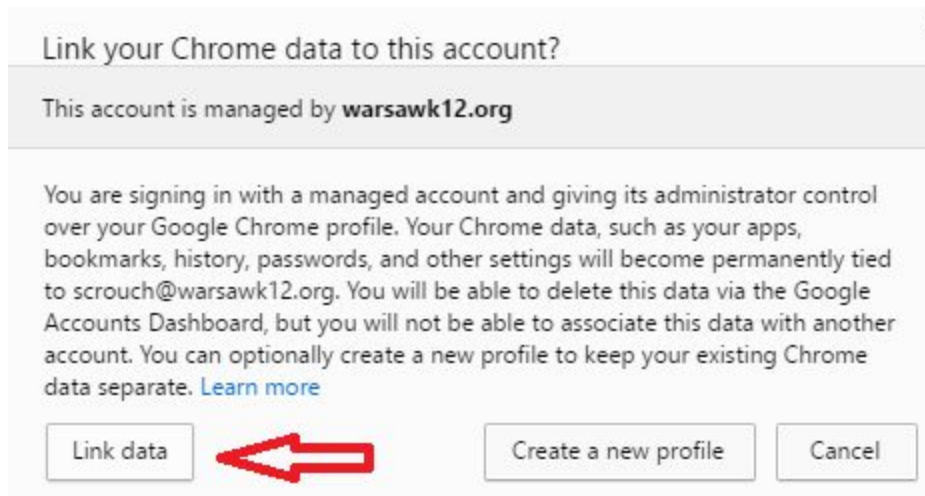 Link your Chrome data to this account?
This account is managed by warsawk12.org
You are signing in with a managed account and giving its administrator control
over your Google Chrome profile. Your Chrome data, such as your apps,
bookmarks, history, passwords, and other settings will become permanently tied
to scrouch@warsawk12.org. You will be able to delete this data via the Google
Accounts Dashboard, but you will not be able to associate this data with another
account. You can optionally create a new profile to keep your existing Chrome
data separate. Learn more
Link data
Create a new profile
Cancel